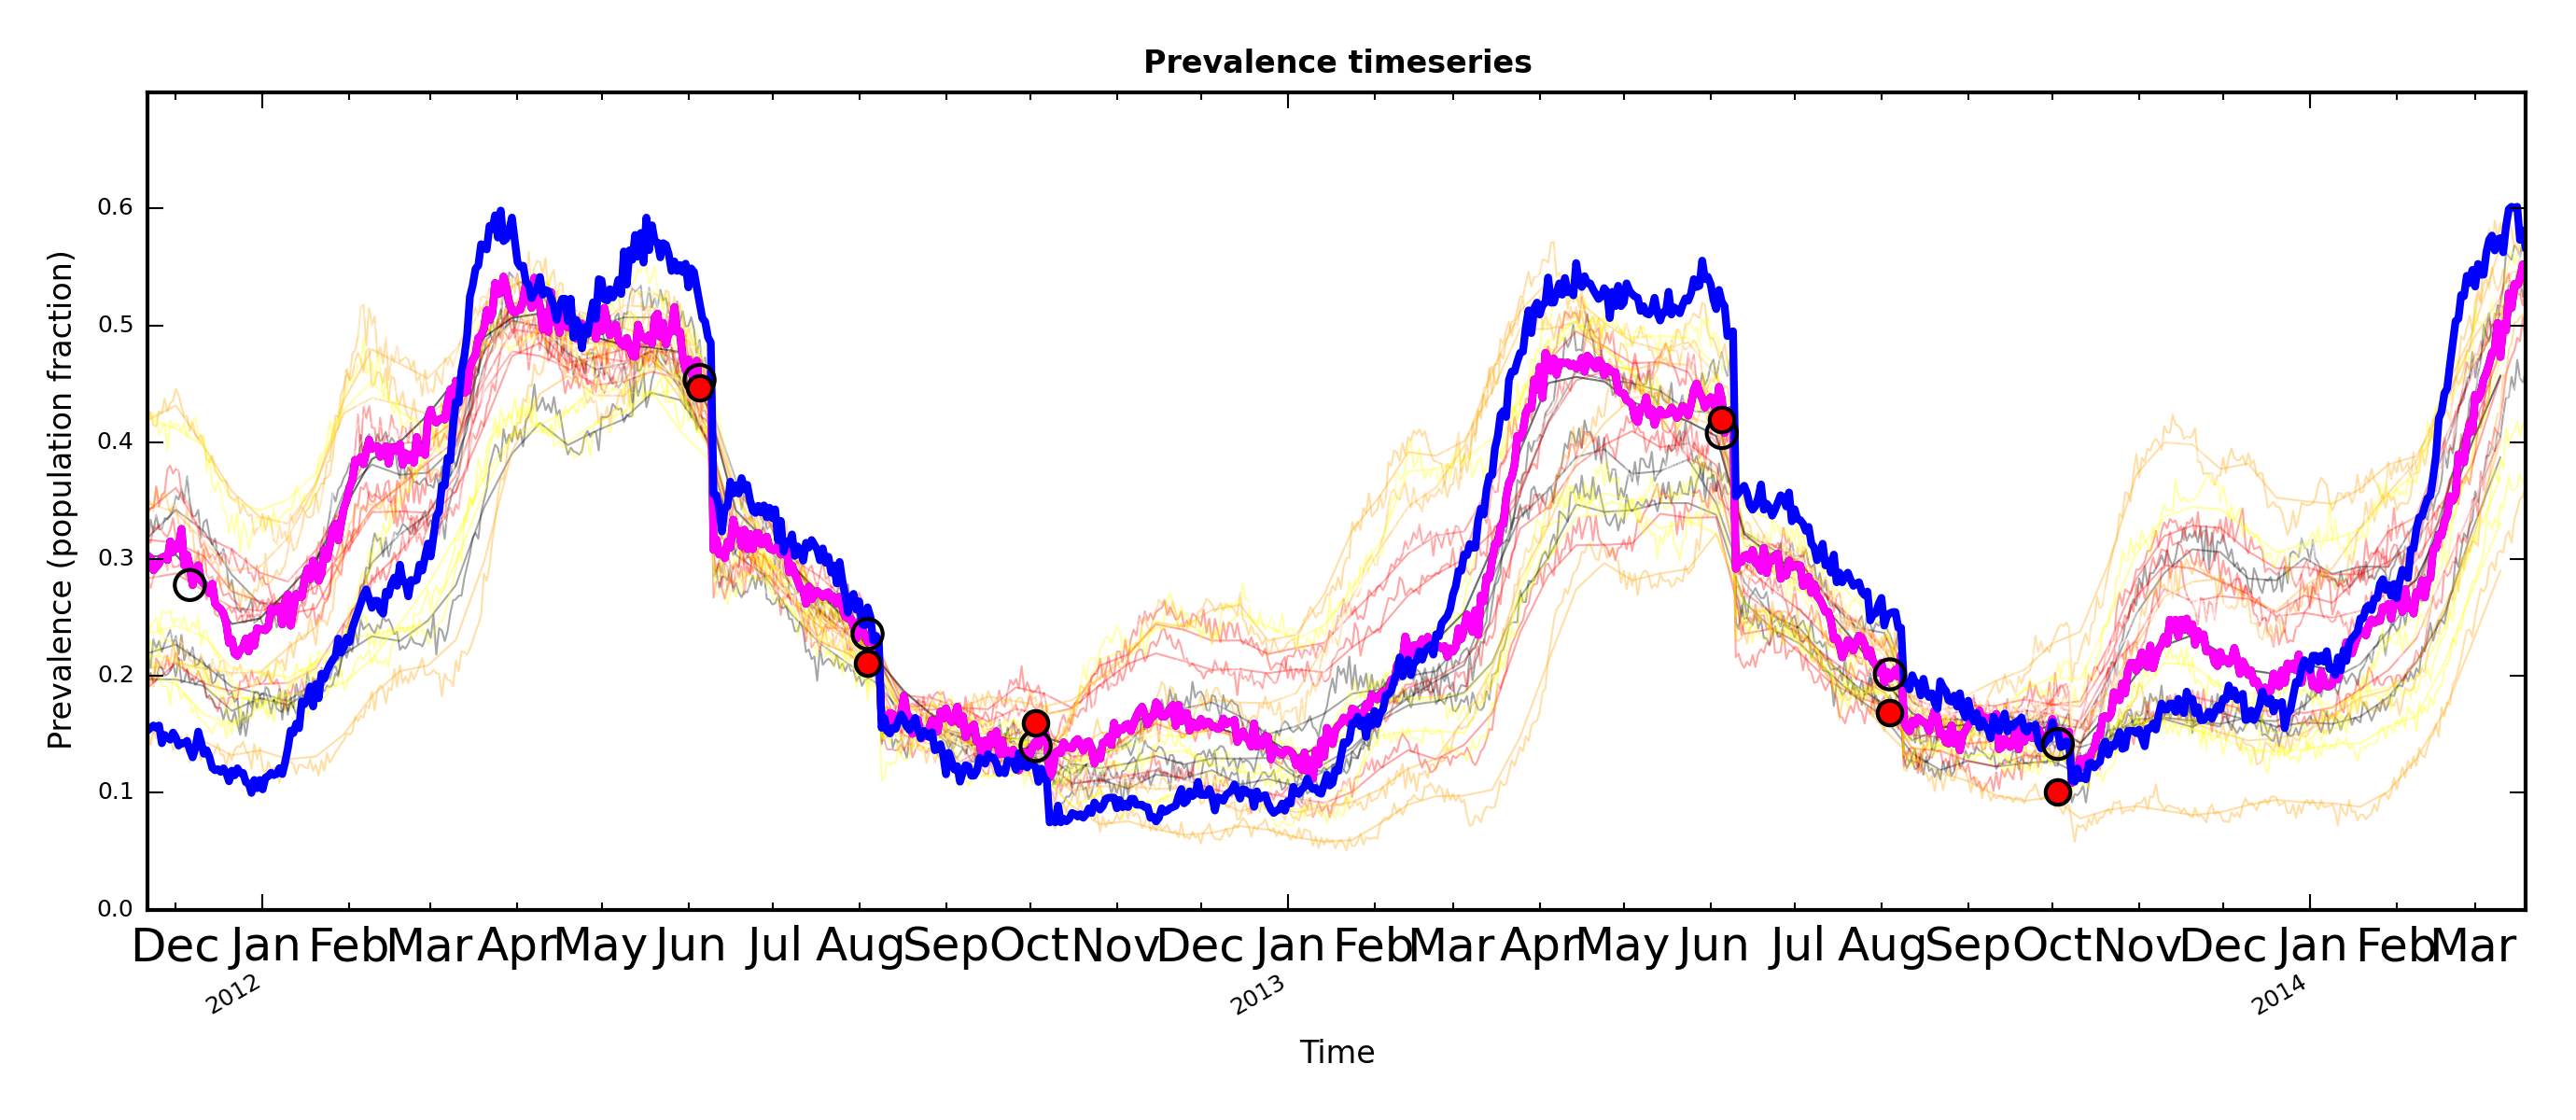 Prevalence timeseries
Prevalence (population fraction)
0.6
0.5
0.4
0.3
0.2
0.1
0.0
Dec Jan Feb Mar Apr May Jun Jul Aug Sep Oct Nov Dec Jan Feb Mar Apr May Jun Jul Aug Sep Oct Nov Dec Jan Feb Mar
2012 2013 2014
Time